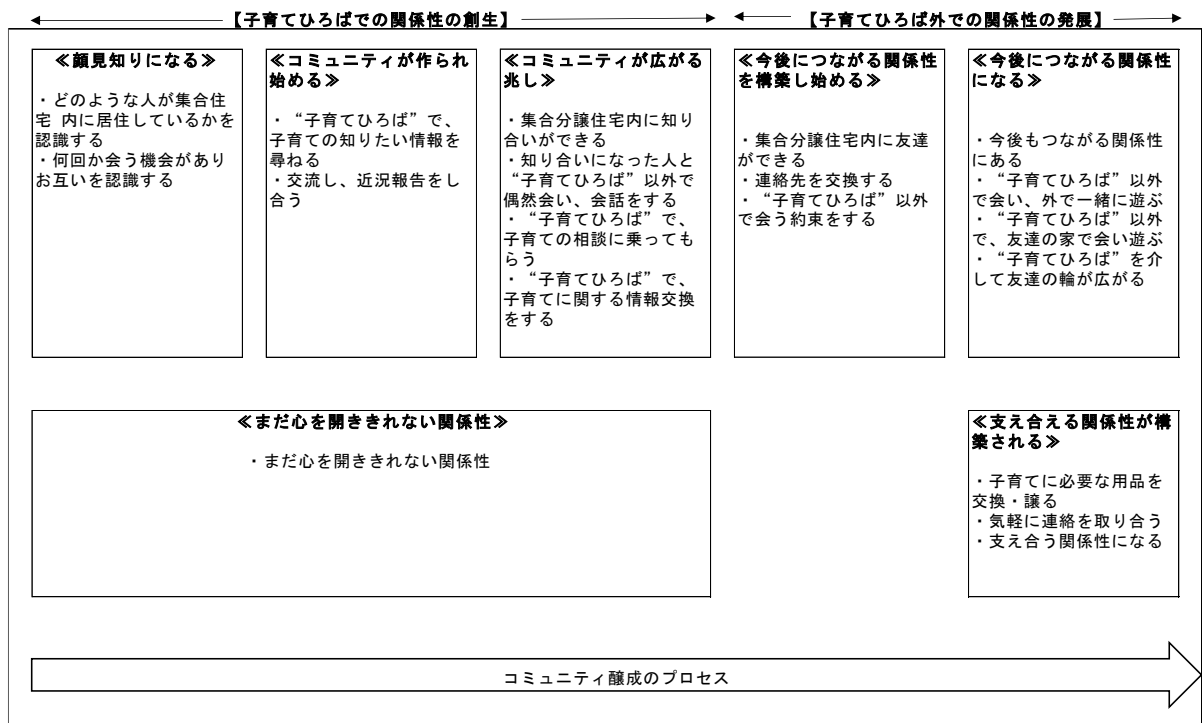 【子育てひろばでの関係性の創生】
【子育てひろば外での関係性の発展】
≪顔見知りになる≫
・どのような人が集合住
宅 内に居住しているかを
認識する
・何回か会う機会があり
お互いを認識する
≪コミュニティが作られ
始める≫
・“子育てひろば”で、
子育ての知りたい情報を
尋ねる
・交流し、近況報告をし
合う
≪コミュニティが広がる
兆し≫
・集合分譲住宅内に知り
合いができる
・知り合いになった人と
“子育てひろば”以外で
偶然会い、会話をする
・“子育てひろば”で、
子育ての相談に乗っても
らう
・“子育てひろば”で、
子育てに関する情報交換
をする
≪今後につながる関係性
を構築し始める≫
・集合分譲住宅内に友達
ができる
・連絡先を交換する
・“子育てひろば”以外
で会う約束をする
≪今後につながる関係性
になる≫
・今後もつながる関係性
にある
・“子育てひろば”以外
で会い、外で一緒に遊ぶ
・“子育てひろば”以外
で、友達の家で会い遊ぶ
・“子育てひろば”を介
して友達の輪が広がる
≪まだ心を開ききれない関係性≫
・まだ心を開ききれない関係性
≪支え合える関係性が構
築される≫
・子育てに必要な用品を
交換・譲る
・気軽に連絡を取り合う
・支え合う関係性になる
コミュニティ醸成のプロセス